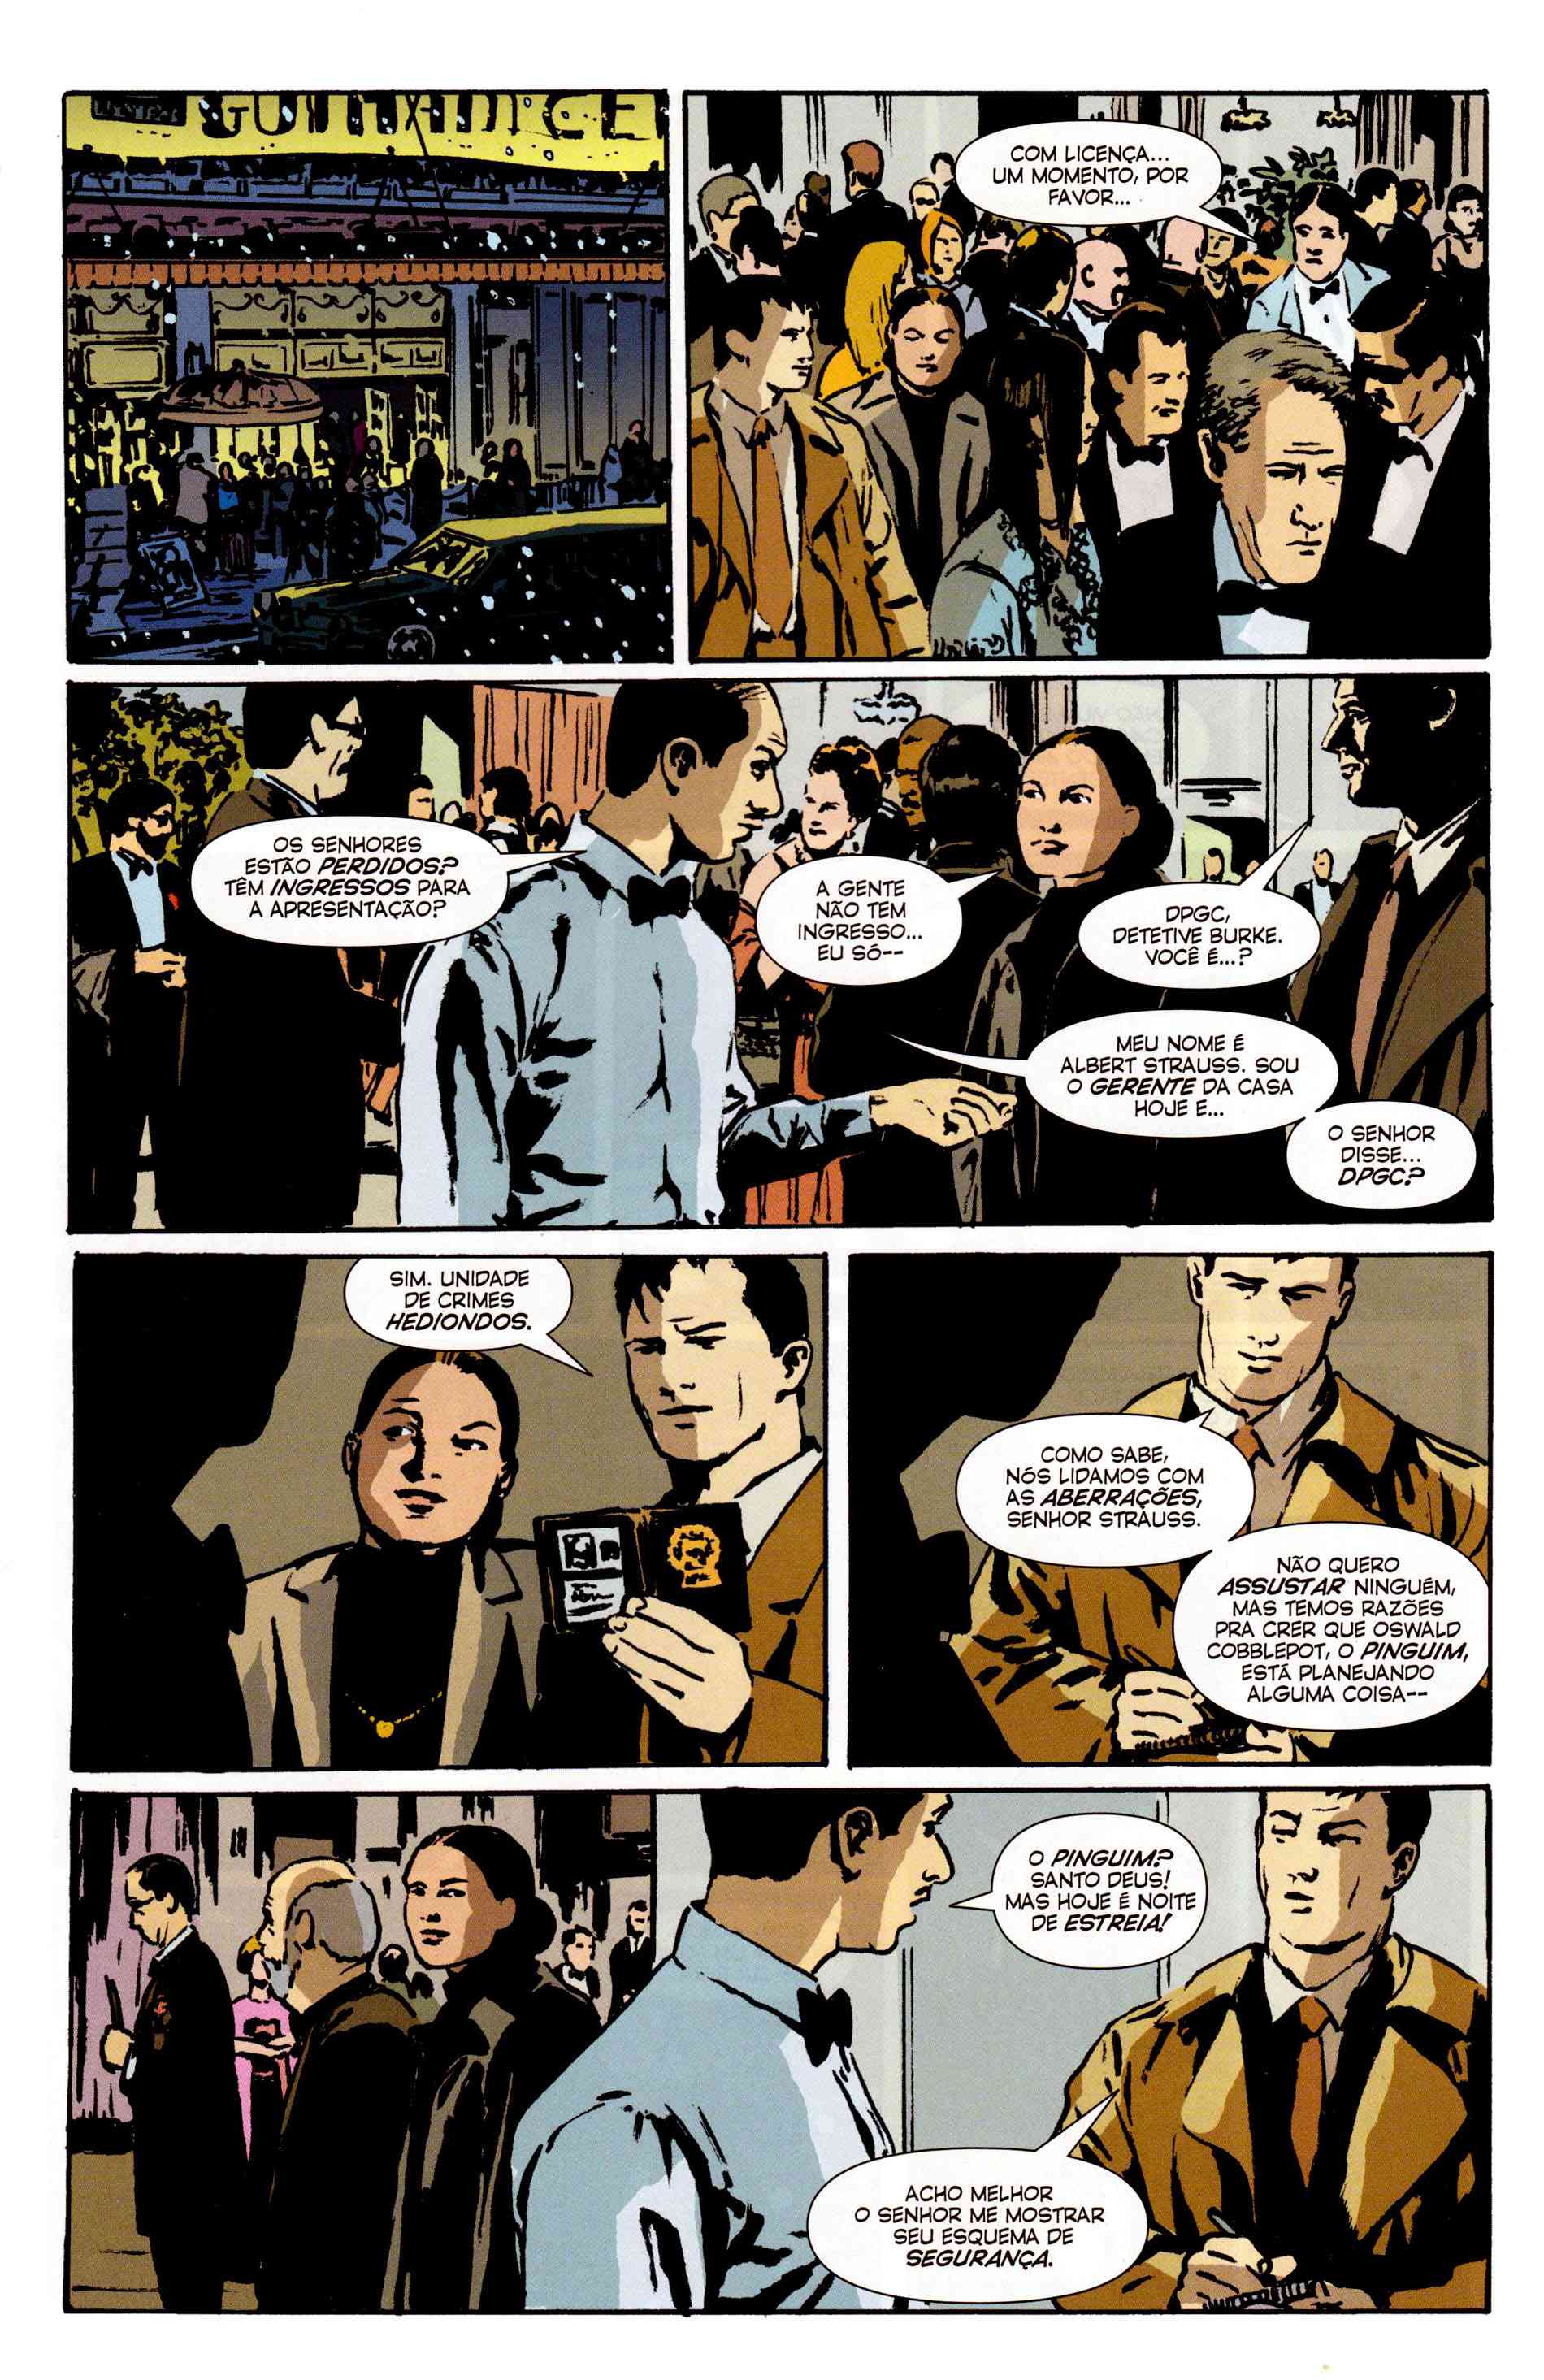 COM LICENÇA...
UM MOMENTO, POR
FAVOR...
OS SENHORES
ESTÃO PERDIDOS?
TÊM INGRESSOS PARA
A APRESENTAÇÃO?
A GENTE
NÃO TEM
INGRESSO...
EU SÓ--
DPGC,
DETETIVE BURKE.
VOCÊ É...?
MEU NOME É
ALBERT STRAUSS. SOU
O GERENTE DA CASA
HOJE E...
O SENHOR
DISSE...
DPGC?
SIM. UNIDADE
DE CRIMES
HEDIONDOS.
COMO SABE,
NÓS LIDAMOS COM
AS ABERRAÇÕES,
SENHOR STRAUSS.
NÃO QUERO
ASSUSTAR NINGUÉM,
MAS TEMOS RAZÕES
PRA CRER QUE OSWALD
COBBLEPOT, O PINGUIM,
ESTÁ PLANEJANDO
ALGUMA COISA--
O PINGUIM?
SANTO DEUS!
MAS HOJE É NOITE
DE ESTREIA!
ACHO MELHOR
O SENHOR ME MOSTRAR
SEU ESQUEMA DE
SEGURANÇA.